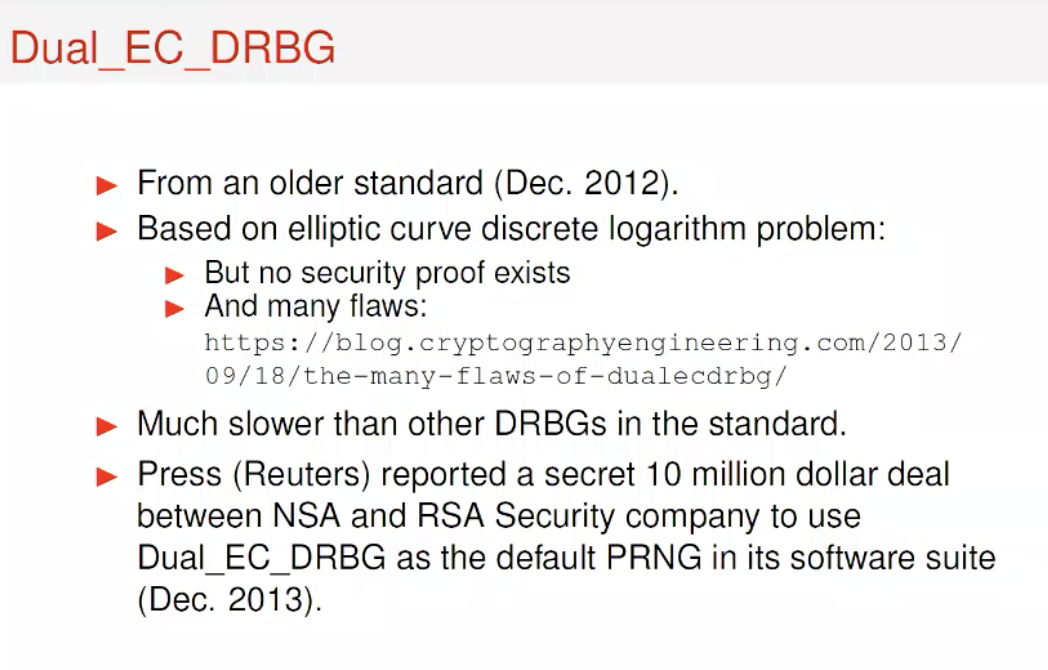 Dual_EC_DRBG
► From an older standard (Dec. 2012).
► Based on elliptic curve discrete logarithm problem:
► But no security proof exists
► And many flaws:
https://blog.cryptographyengineering.com/2013/
09/18/the-many-flaws-of-dualecdrbg/
► Much slower than other DRBGs in the standard.
► Press (Reuters) reported a secret 10 million dollar deal
between NSA and RSA Security company to use
Dual_EC_DRBG as the default PRNG in its software suite
(Dec. 2013).